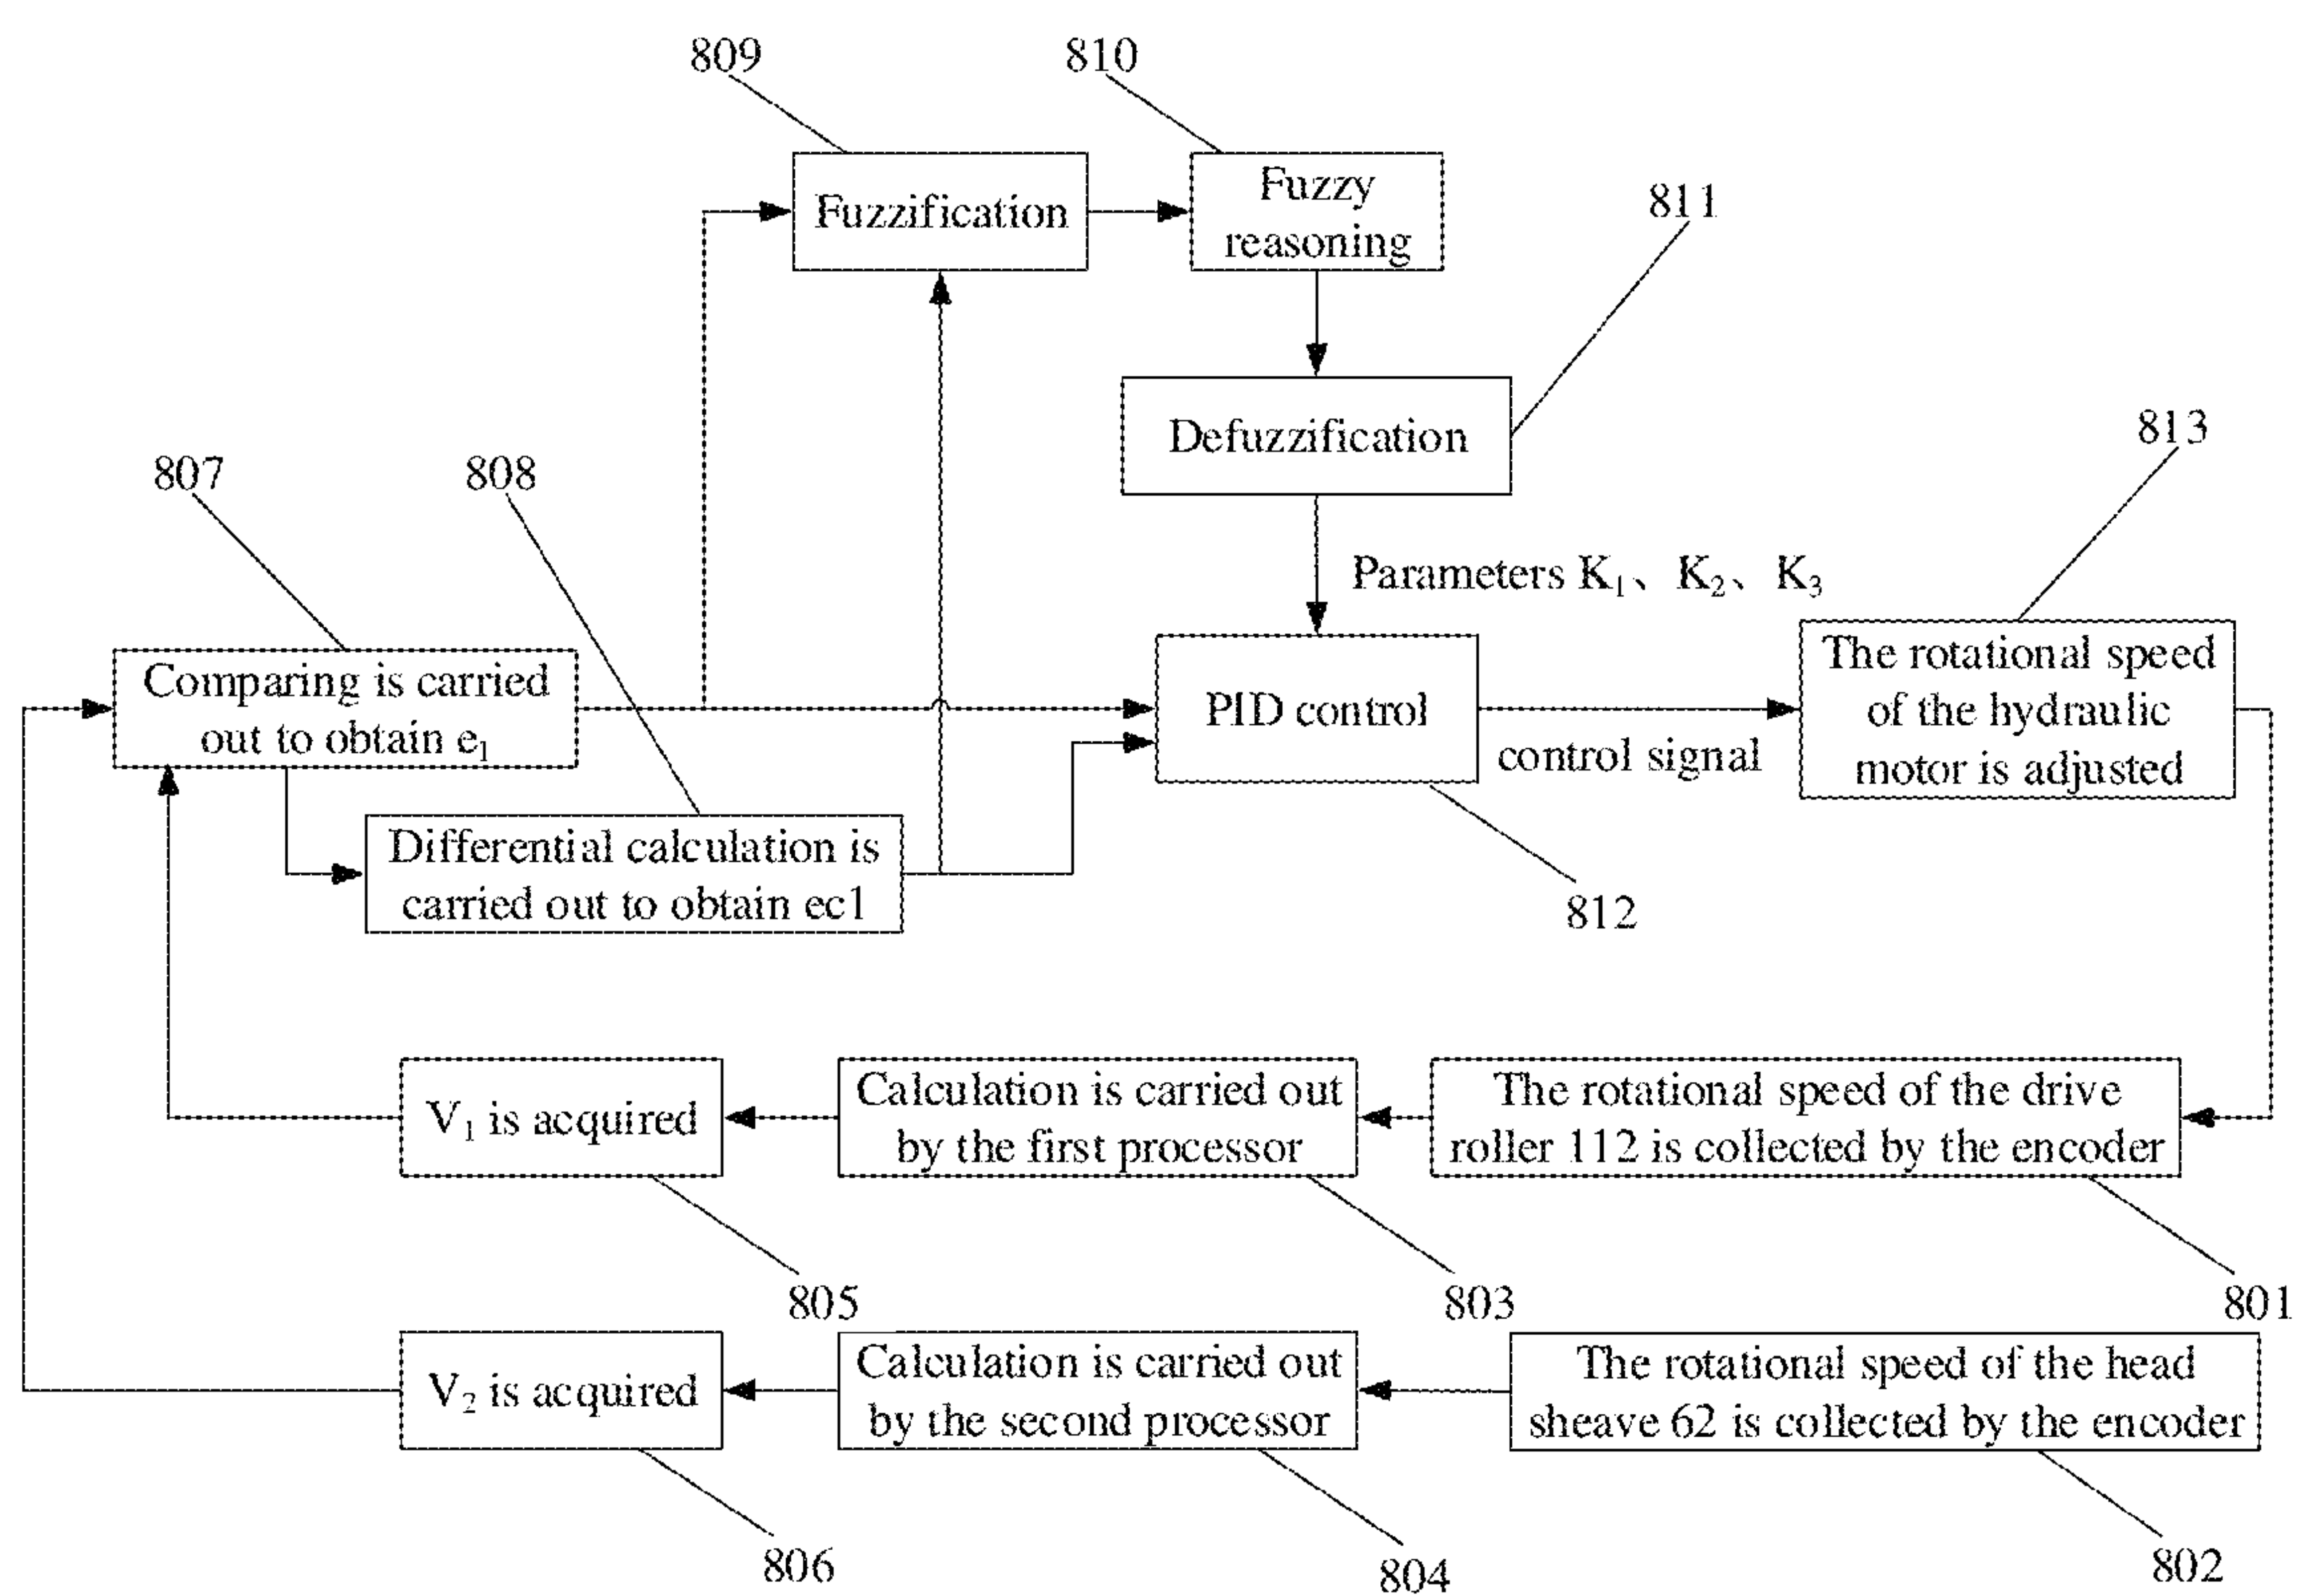 809
810
Fuzzification
Fuzzy
reasoning
811
Defuzzification
813
807
808
Parameters K₁、K₂、K₃
Comparing is carried
out to obtain e₁
PID control
The rotational speed
of the hydraulic
motor is adjusted
control signal
Differential calculation is
carried out to obtain ec1
812
V₁ is acquired
Calculation is carried out
by the first processor
The rotational speed of the drive
roller 112 is collected by the encoder
805
803
801
V₂ is acquired
Calculation is carried out
by the second processor
The rotational speed of the head
sheave 62 is collected by the encoder
806
804
802